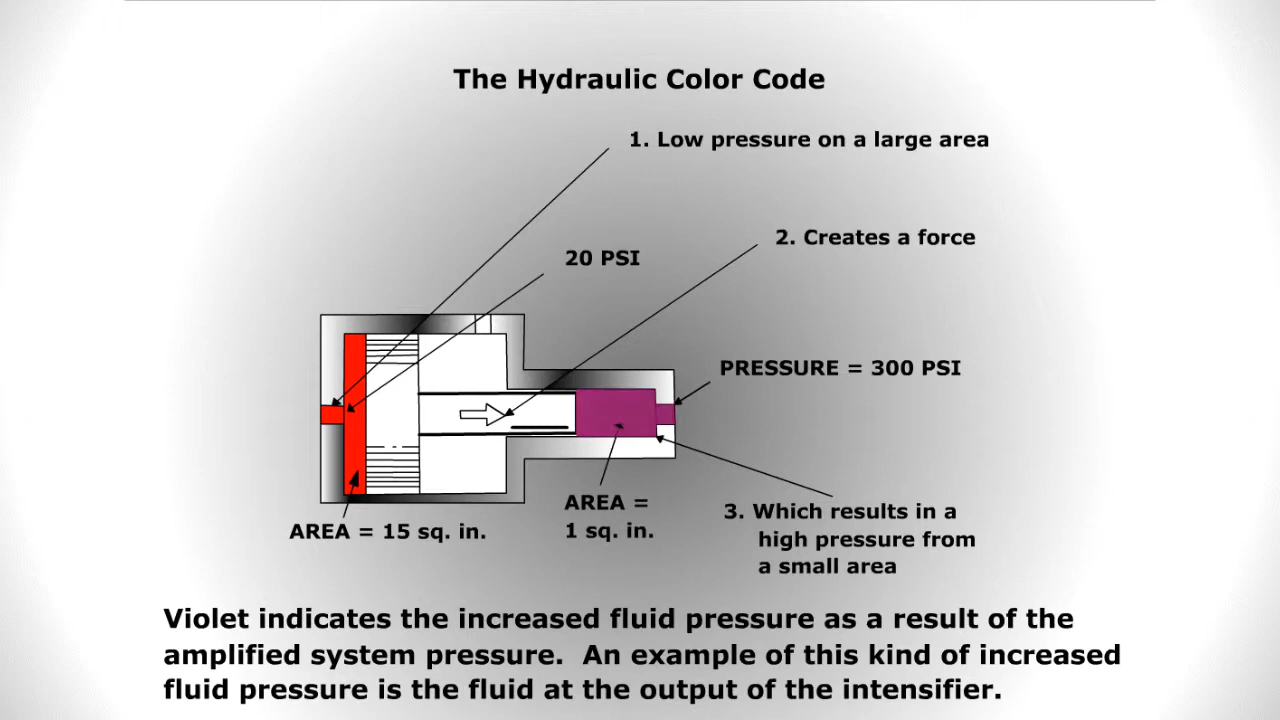 The Hydraulic Color Code
1. Low pressure on a large area
2. Creates a force
20 PSI
PRESSURE = 300 PSI
AREA = 15 sq. in.
AREA =
1 sq. in.
3. Which results in a
high pressure from
a small area
Violet indicates the increased fluid pressure as a result of the
amplified system pressure.  An example of this kind of increased
fluid pressure is the fluid at the output of the intensifier.